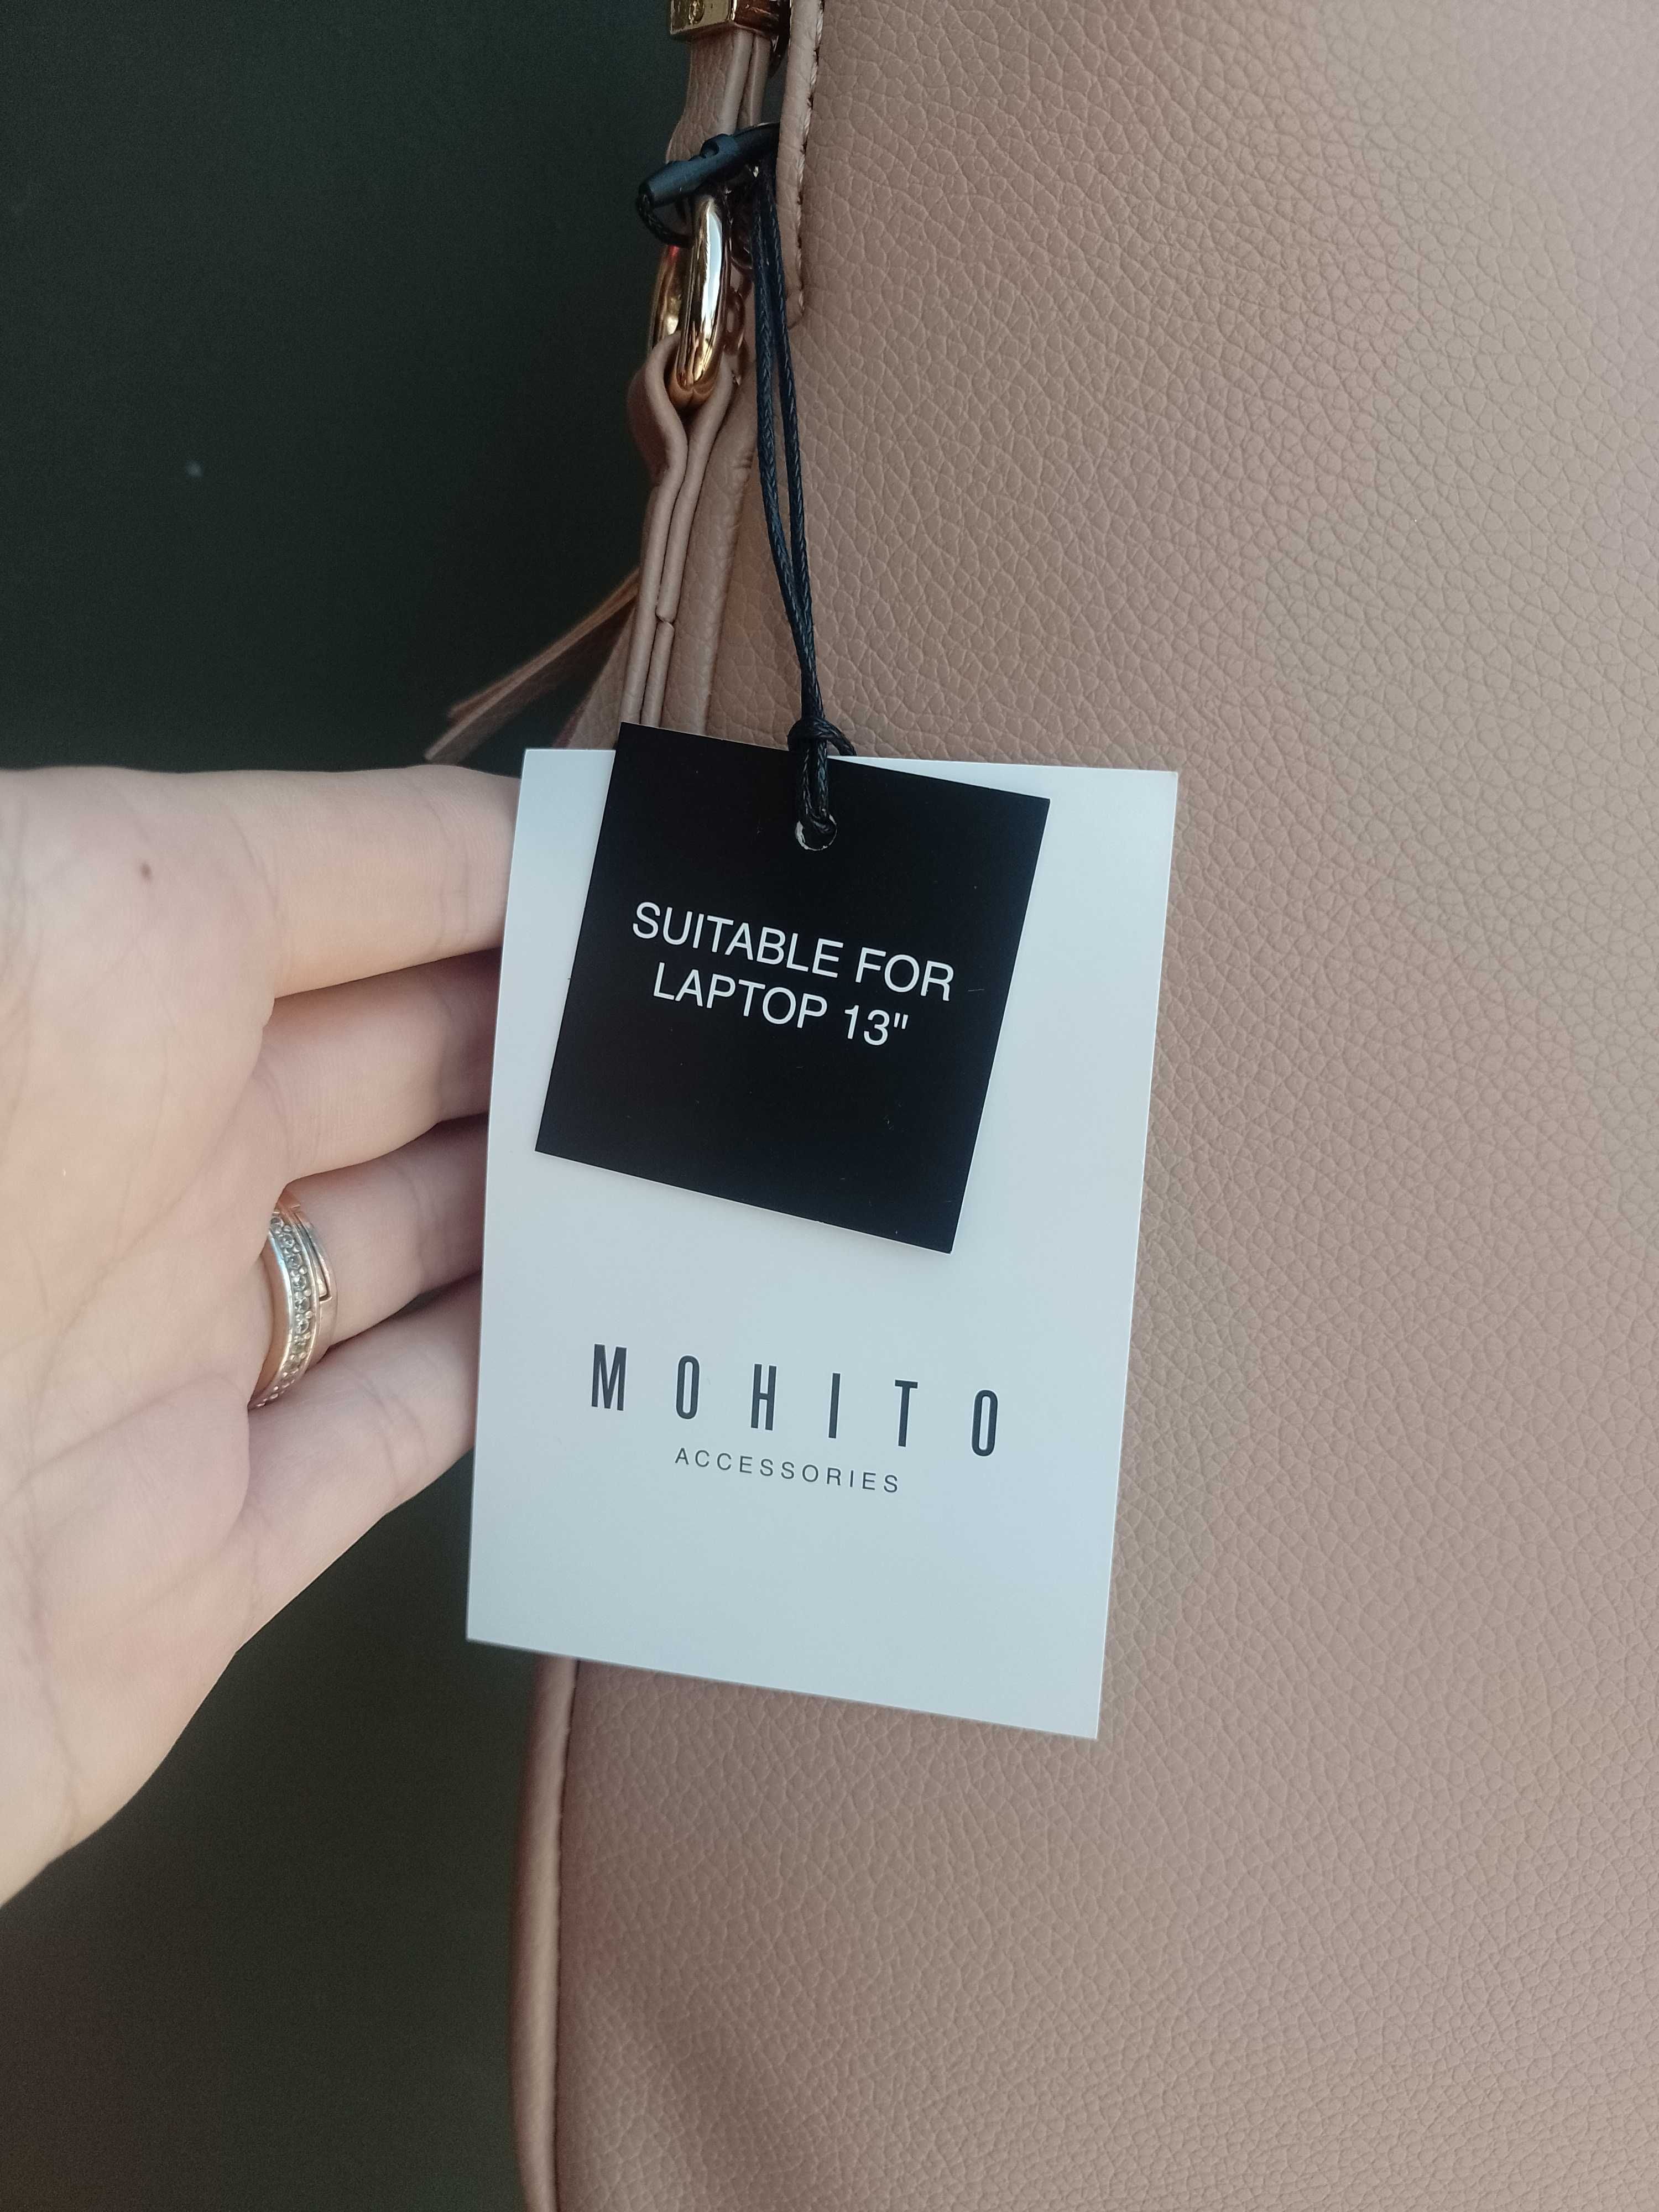 SUITABLE FOR
LAPTOP 13"
MOHITO
ACCESSORIES